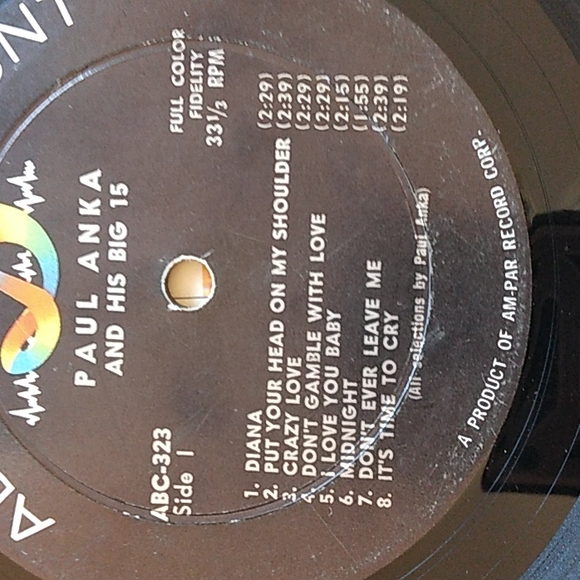 PAUL ANKA
AND HIS BIG 15
ABC-323
Side 1
FULL COLOR
FIDELITY
33 1/3 RPM
1. DIANA (2:29)
2. PUT YOUR HEAD ON MY SHOULDER (2:39)
3. CRAZY LOVE (2:29)
4. DON'T GAMBLE WITH LOVE (2:29)
5. I LOVE YOU BABY (2:15)
6. MIDNIGHT (1:55)
7. DON'T EVER LEAVE ME (2:39)
8. IT'S TIME TO CRY (2:19)
(All selections by Paul Anka)
A PRODUCT OF AM-PAR RECORD CORP.